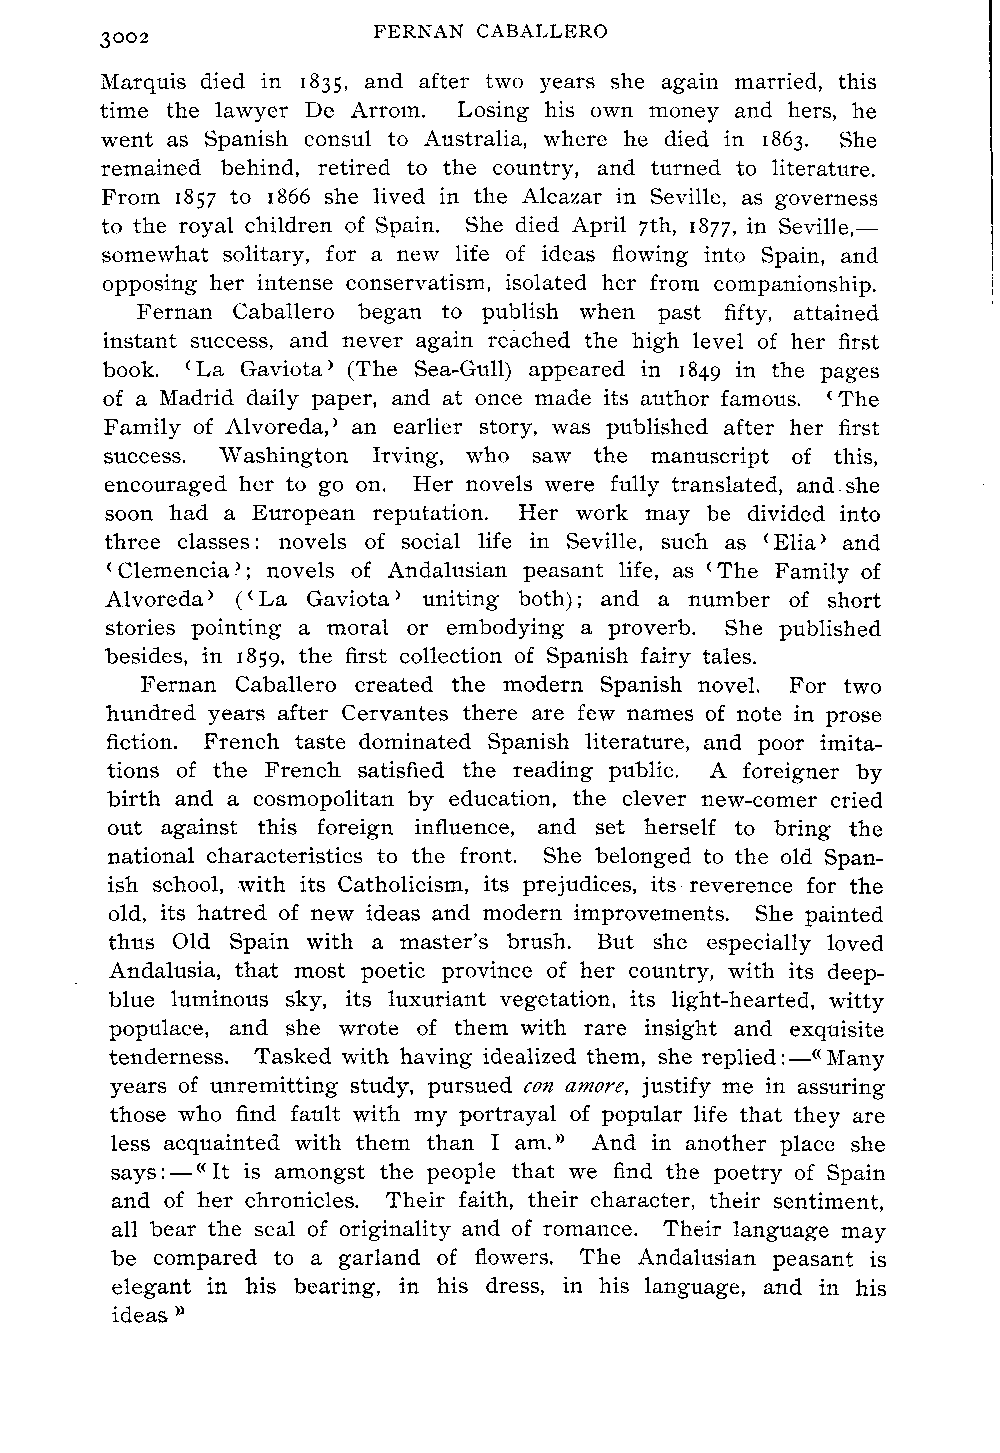 3002 FERNAN CABALLERO
Marquis died in 1835, and after two years she again married, this
time the lawyer De Arrom. Losing his own money and hers, he
went as Spanish consul to Australia, where he died in 1863. She
remained behind, retired to the country, and turned to literature.
From 1857 to 1866 she lived in the Alcazar in Seville, as governess
to the royal children of Spain. She died April 7th, 1877, in Seville,—
somewhat solitary, for a new life of ideas flowing into Spain, and
opposing her intense conservatism, isolated her from companionship.
Fernan Caballero began to publish when past fifty, attained
instant success, and never again reached the high level of her first
book. ‘La Gaviota’ (The Sea-Gull) appeared in 1849 in the pages
of a Madrid daily paper, and at once made its author famous. ‘The
Family of Alvoreda,’ an earlier story, was published after her first
success. Washington Irving, who saw the manuscript of this,
encouraged her to go on. Her novels were fully translated, and she
soon had a European reputation. Her work may be divided into
three classes: novels of social life in Seville, such as ‘Elia’ and
‘Clemencia’; novels of Andalusian peasant life, as ‘The Family of
Alvoreda’ (‘La Gaviota’ uniting both); and a number of short
stories pointing a moral or embodying a proverb. She published
besides, in 1859, the first collection of Spanish fairy tales.
Fernan Caballero created the modern Spanish novel. For two
hundred years after Cervantes there are few names of note in prose
fiction. French taste dominated Spanish literature, and poor imita-
tions of the French satisfied the reading public. A foreigner by
birth and a cosmopolitan by education, the clever new-comer cried
out against this foreign influence, and set herself to bring the
national characteristics to the front. She belonged to the old Span-
ish school, with its Catholicism, its prejudices, its reverence for the
old, its hatred of new ideas and modern improvements. She painted
thus Old Spain with a master's brush. But she especially loved
Andalusia, that most poetic province of her country, with its deep-
blue luminous sky, its luxuriant vegetation, its light-hearted, witty
populace, and she wrote of them with rare insight and exquisite
tenderness. Tasked with having idealized them, she replied:—“Many
years of unremitting study, pursued con amore, justify me in assuring
those who find fault with my portrayal of popular life that they are
less acquainted with them than I am.” And in another place she
says:—“It is amongst the people that we find the poetry of Spain
and of her chronicles. Their faith, their character, their sentiment,
all bear the seal of originality and of romance. Their language may
be compared to a garland of flowers. The Andalusian peasant is
elegant in his bearing, in his dress, in his language, and in his
ideas”